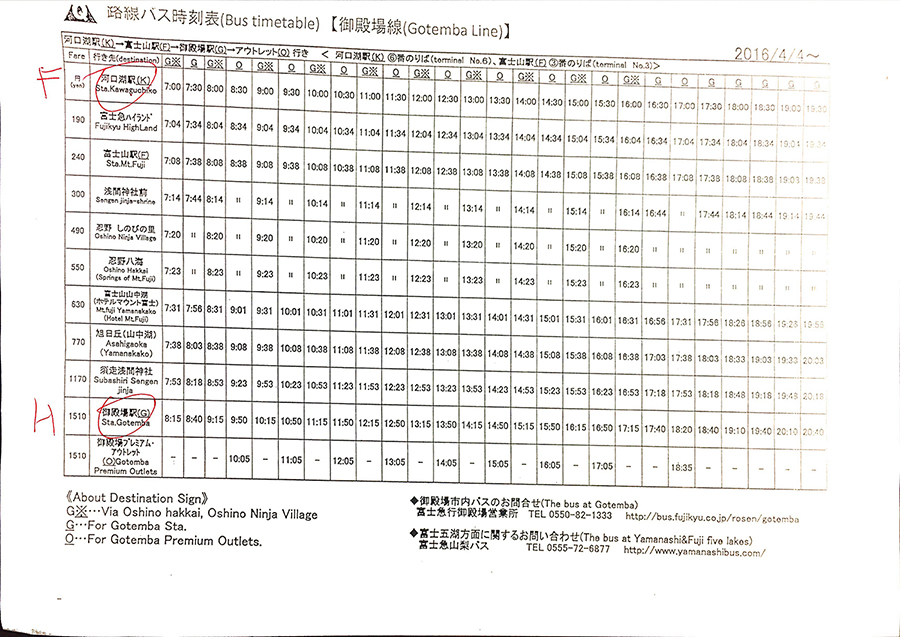 路線バス時刻表(Bus timetable)【御殿場線(Gotemba Line)】
2016/4/4～
河口湖駅(K)→富士山駅(F)→御殿場駅(G)→アウトレット(O) 行き < 河口湖駅(K) ⑥番のりば(terminal No.6)、富士山駅(F) ③番のりば(terminal No.3)>
Fare 行き先(destination) G※ G G※ O G※ O G※ O G※ O G※ O G※ O G※ O G※ O G※ G O G G G G G
F
円 河口湖駅(K) 7:00 7:30 8:00 8:30 9:00 9:30 10:00 10:30 11:00 11:30 12:00 12:30 13:00 13:30 14:00 14:30 15:00 15:30 16:00 16:30 17:00 17:30 18:00 18:30 19:00 19:30
(yen) Sta.Kawaguchiko
190 富士急ハイランド 7:04 7:34 8:04 8:34 9:04 9:34 10:04 10:34 11:04 11:34 12:04 12:34 13:04 13:34 14:04 14:34 15:04 15:34 16:04 16:34 17:04 17:34 18:04 18:34 19:04 19:34
Fujikyu HighLand
240 富士山駅(F) 7:08 7:38 8:08 8:38 9:08 9:38 10:08 10:38 11:08 11:38 12:08 12:38 13:08 13:38 14:08 14:38 15:08 15:38 16:08 16:38 17:08 17:38 18:08 18:38 19:08 19:38
Sta.Mt.Fuji
300 浅間神社前 7:14 7:44 8:14 〃 9:14 〃 10:14 〃 11:14 〃 12:14 〃 13:14 〃 14:14 〃 15:14 〃 16:14 16:44 〃 17:44 18:14 18:44 19:14 19:44
Sengen jinja-shrine
490 忍野 しのびの里 7:20 〃 8:20 〃 9:20 〃 10:20 〃 11:20 〃 12:20 〃 13:20 〃 14:20 〃 15:20 〃 16:20 〃 〃 〃 〃 〃 〃 〃
Oshino Ninja Village
550 忍野八海 7:23 〃 8:23 〃 9:23 〃 10:23 〃 11:23 〃 12:23 〃 13:23 〃 14:23 〃 15:23 〃 16:23 〃 〃 〃 〃 〃 〃 〃
Oshino Hakkai
(Springs of Mt.Fuji)
富士山山中湖
(ホテルマウント富士)
630 Mt.fuji Yamanakako 7:31 7:56 8:31 9:01 9:31 10:01 10:31 11:01 11:31 12:01 12:31 13:01 13:31 14:01 14:31 15:01 15:31 16:01 16:31 16:56 17:31 17:56 18:26 18:56 19:26 19:56
(Hotel Mt.Fuji)
旭日丘(山中湖)
770 Asahigaoka 7:38 8:03 8:38 9:08 9:38 10:08 10:38 11:08 11:38 12:08 12:38 13:08 13:38 14:08 14:38 15:08 15:38 16:08 16:38 17:03 17:38 18:03 18:33 19:03 19:33 20:03
(Yamanakako)
須走浅間神社
1170 Subashiri Sengen 7:53 8:18 8:53 9:23 9:53 10:23 10:53 11:23 11:53 12:23 12:53 13:23 13:53 14:23 14:53 15:23 15:53 16:23 16:53 17:18 17:53 18:18 18:48 19:18 19:48 20:18
jinja
H
1510 御殿場駅(G) 8:15 8:40 9:15 9:50 10:15 10:50 11:15 11:50 12:15 12:50 13:15 13:50 14:15 14:50 15:15 15:50 16:15 16:50 17:15 17:40 18:20 18:40 19:10 19:40 20:10 20:40
Sta.Gotemba
御殿場プレミアム・
アウトレット
1510 (O)Gotemba – – – 10:05 – 11:05 – 12:05 – 13:05 – 14:05 – 15:05 – 16:05 – 17:05 – – 18:35 – – – – –
Premium Outlets
《About Destination Sign》
G※…Via Oshino hakkai, Oshino Ninja Village
G…For Gotemba Sta.
O…For Gotemba Premium Outlets.
◆御殿場市内バスのお問合せ(The bus at Gotemba)
富士急行御殿場営業所 TEL 0550-82-1333 http://bus.fujikyu.co.jp/rosen/gotemba
◆富士五湖方面に関するお問い合わせ(The bus at Yamanashi&Fuji five lakes)
富士急山梨バス TEL 0555-72-6877 http://www.yamanashibus.com/